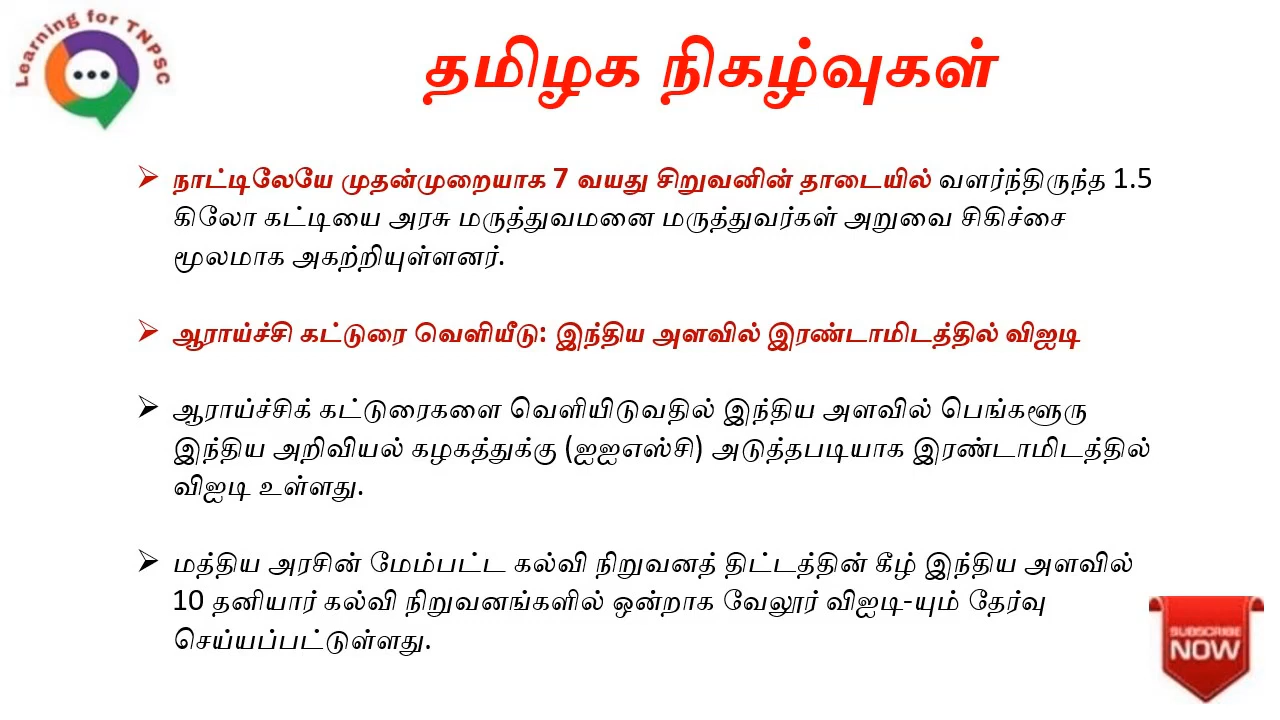 Learning for TNPSC
தமிழக நிகழ்வுகள்
நாட்டிலேயே முதன்முறையாக 7 வயது சிறுவனின் தாடையில் வளர்ந்திருந்த 1.5
கிலோ கட்டியை அரசு மருத்துவமனை மருத்துவர்கள் அறுவை சிகிச்சை
மூலமாக அகற்றியுள்ளனர்.
ஆராய்ச்சி கட்டுரை வெளியீடு: இந்திய அளவில் இரண்டாமிடத்தில் விஐடி
ஆராய்ச்சிக் கட்டுரைகளை வெளியிடுவதில் இந்திய அளவில் பெங்களூரு
இந்திய அறிவியல் கழகத்துக்கு (ஐஐஎஸ்சி) அடுத்தபடியாக இரண்டாமிடத்தில்
விஐடி உள்ளது.
மத்திய அரசின் மேம்பட்ட கல்வி நிறுவனத் திட்டத்தின் கீழ் இந்திய அளவில்
10 தனியார் கல்வி நிறுவனங்களில் ஒன்றாக வேலூர் விஐடி-யும் தேர்வு
செய்யப்பட்டுள்ளது.
SUBSCRIBE
NOW